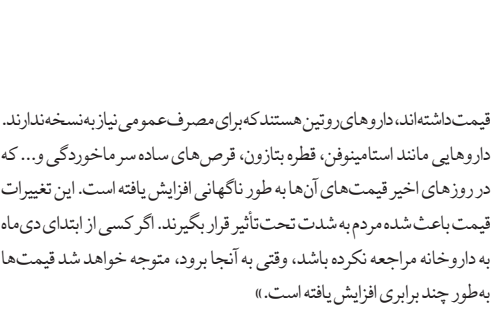 قیمت داشته‌اند، داروهای روتین هستند که برای مصرف عمومی نیاز به نسخه ندارند.
داروهایی مانند استامینوفن، قطره بتازون، قرص‌های ساده سرماخوردگی و... که
در روزهای اخیر قیمت‌های آن‌ها به طور ناگهانی افزایش یافته است. این تغییرات
قیمت باعث شده مردم به شدت تحت‌تأثیر قرار بگیرند. اگر کسی از ابتدای دی‌ماه
به داروخانه مراجعه نکرده باشد، وقتی به آنجا برود، متوجه خواهد شد قیمت‌ها
به‌طور چند برابری افزایش یافته است.»